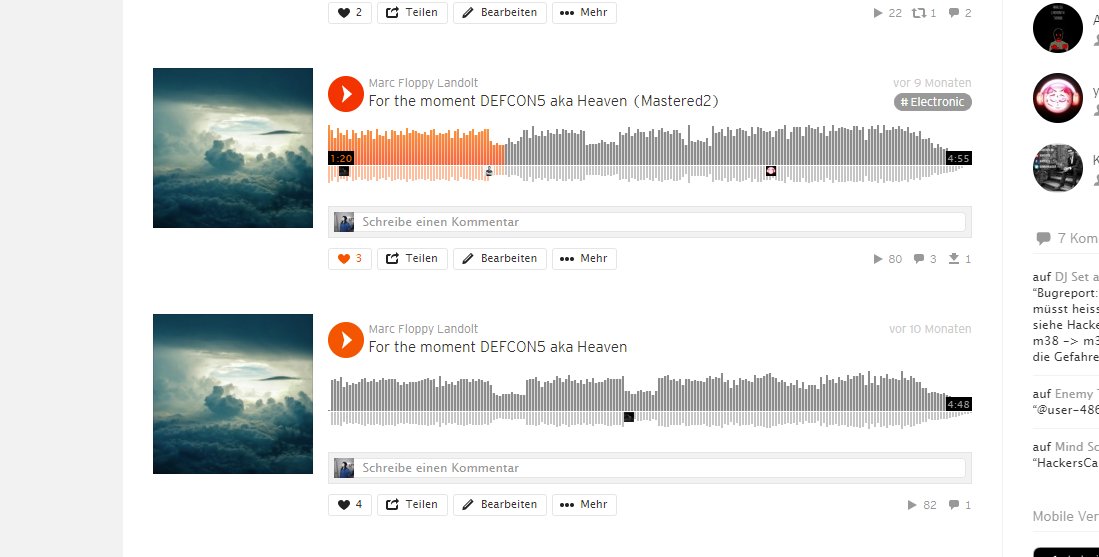 2 Teilen Bearbeiten Mehr 22 1 2
Marc Floppy Landolt vor 9 Monaten
For the moment DEFCON5 aka Heaven (Mastered2) # Electronic
1:20 4:55
Schreibe einen Kommentar
3 Teilen Bearbeiten Mehr 80 3 1
Marc Floppy Landolt vor 10 Monaten
For the moment DEFCON5 aka Heaven
4:48
Schreibe einen Kommentar
4 Teilen Bearbeiten Mehr 82 1
7 Kom
auf DJ Set a
“Bugreport:
müsst heiss
siehe Hacke
m38 -> m3
die Gefahre
auf Enemy
“@user-486
auf Mind Sc
“HackersCa
Mobile Ver